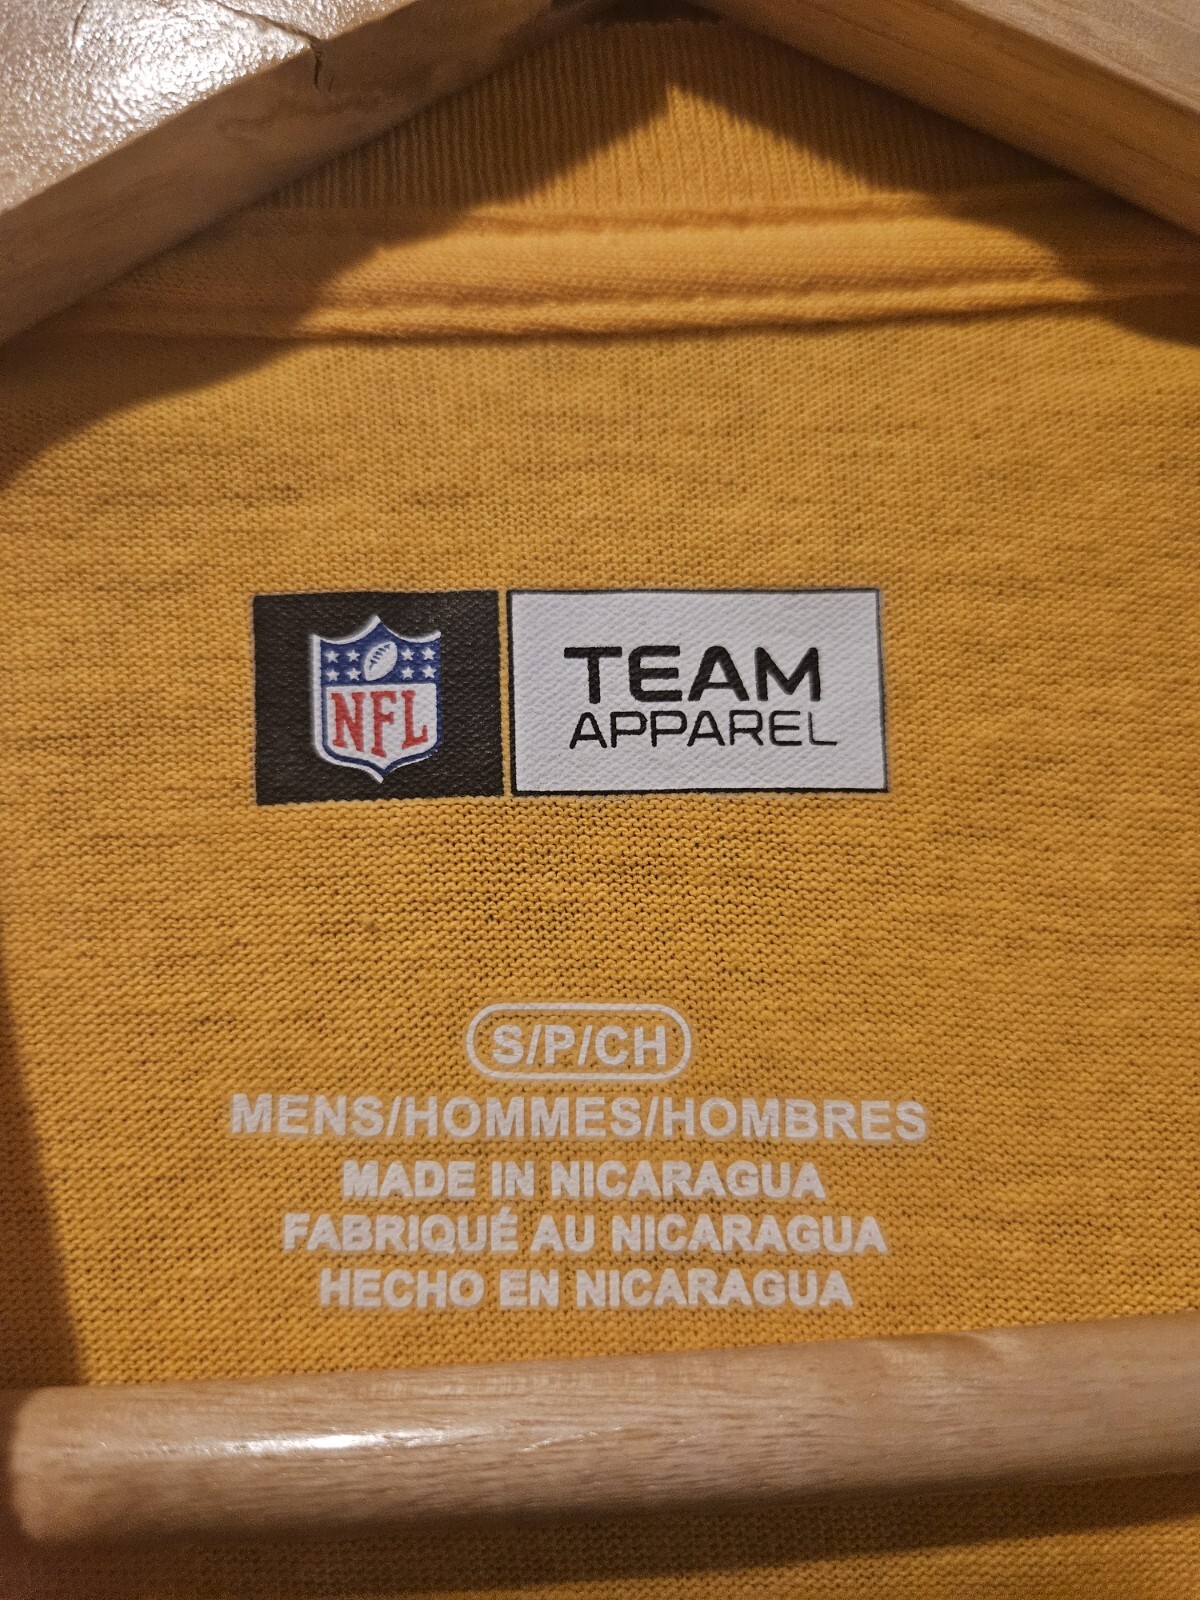 NFL
TEAM
APPAREL
S/P/CH
MENS/HOMMES/HOMBRES
MADE IN NICARAGUA
FABRIQUÉ AU NICARAGUA
HECHO EN NICARAGUA